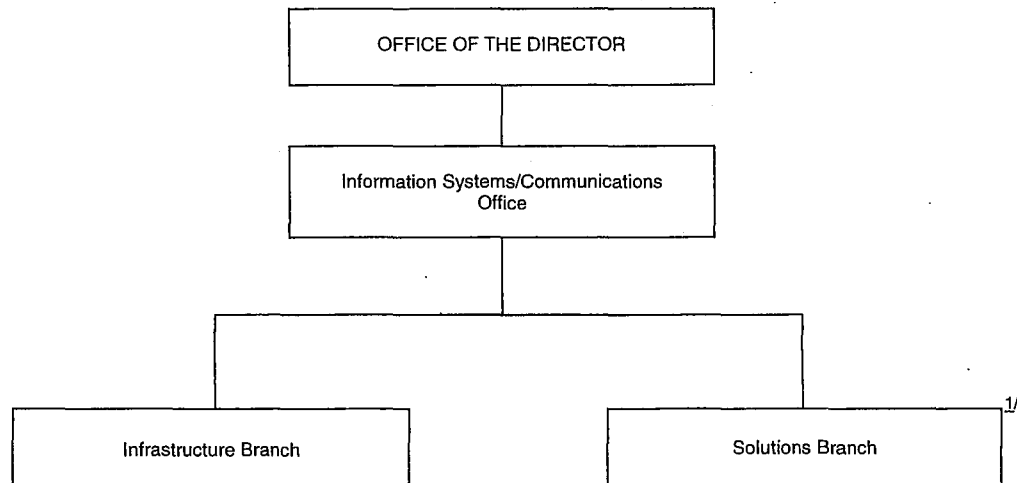 OFFICE OF THE DIRECTOR
Information Systems/Communications
Office
1/
Infrastructure Branch
Solutions Branch